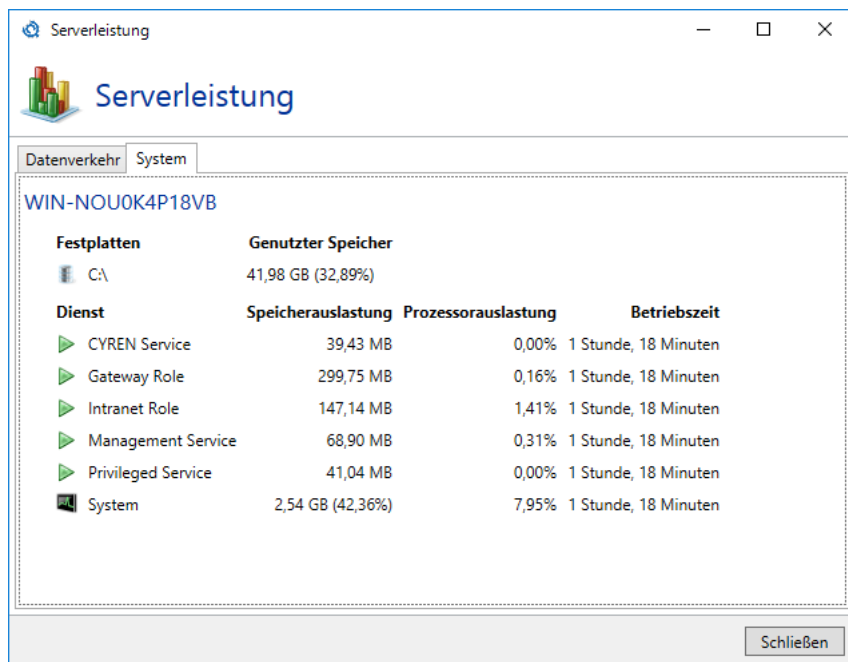 Serverleistung
Serverleistung
Datenverkehr System
WIN-NOU0K4P18VB
Festplatten Genutzter Speicher
C:\ 41,98 GB (32,89%)
Dienst Speicherauslastung Prozessorauslastung Betriebszeit
CYREN Service 39,43 MB 0,00% 1 Stunde, 18 Minuten
Gateway Role 299,75 MB 0,16% 1 Stunde, 18 Minuten
Intranet Role 147,14 MB 1,41% 1 Stunde, 18 Minuten
Management Service 68,90 MB 0,31% 1 Stunde, 18 Minuten
Privileged Service 41,04 MB 0,00% 1 Stunde, 18 Minuten
System 2,54 GB (42,36%) 7,95% 1 Stunde, 18 Minuten
Schließen